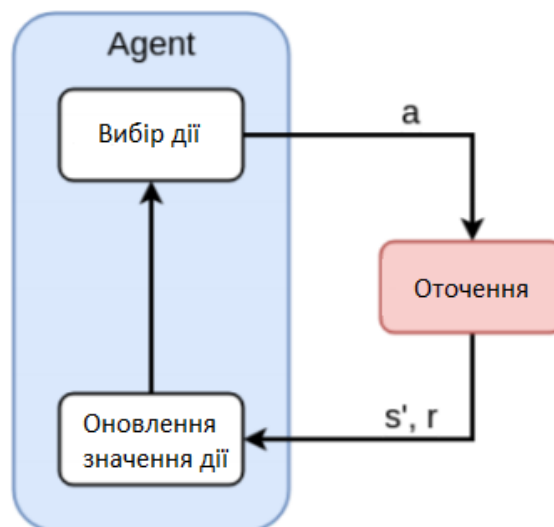 Agent
Вибір дії
a
Оточення
s', r
Оновлення
значення дії